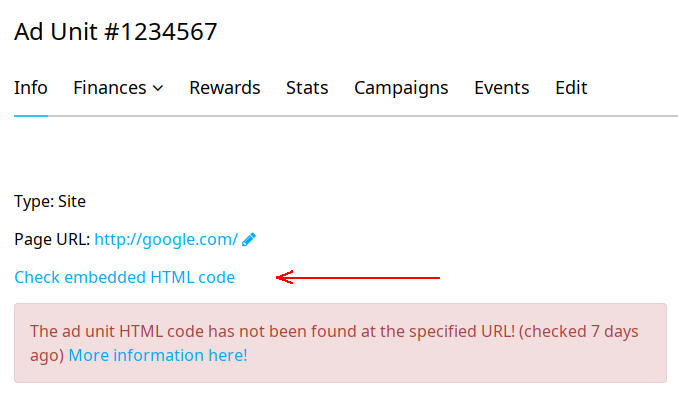 Ad Unit #1234567
Info Finances Rewards Stats Campaigns Events Edit
Type: Site
Page URL: http://google.com/
Check embedded HTML code
The ad unit HTML code has not been found at the specified URL! (checked 7 days
ago) More information here!